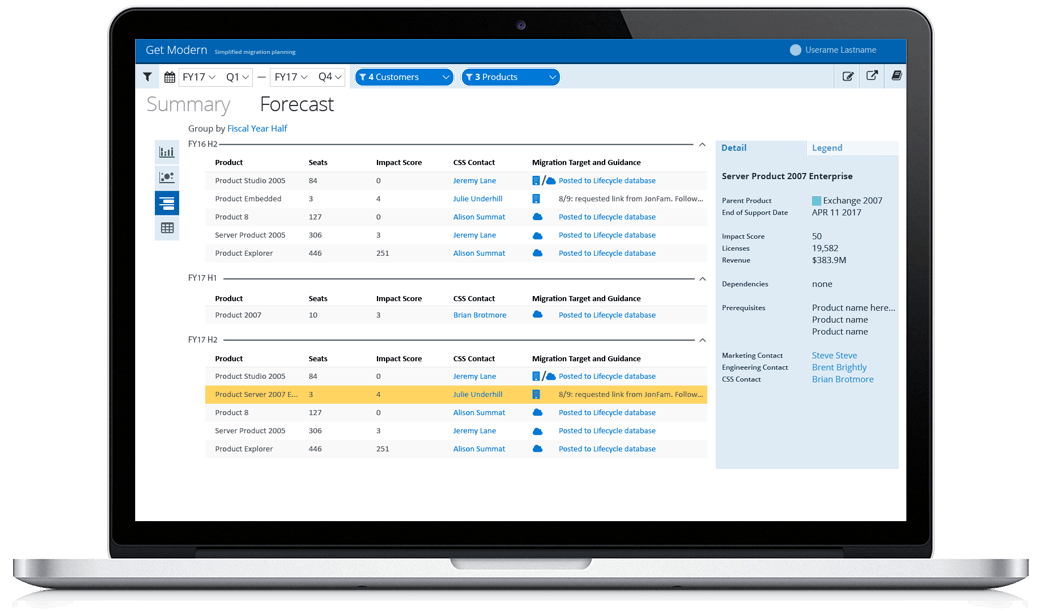 Get Modern Simplified migration planning Userame Lastname
FY17 Q1 — FY17 Q4 4 Customers 3 Products
Summary Forecast
Group by Fiscal Year Half
FY16 H2
Product Seats Impact Score CSS Contact Migration Target and Guidance
Product Studio 2005 84 0 Jeremy Lane / Posted to Lifecycle database
Product Embedded 3 4 Julie Underhill 8/9: requested link from JonFam. Follow...
Product 8 127 0 Alison Summat Posted to Lifecycle database
Server Product 2005 306 3 Jeremy Lane Posted to Lifecycle database
Product Explorer 446 251 Alison Summat Posted to Lifecycle database
FY17 H1
Product Seats Impact Score CSS Contact Migration Target and Guidance
Product 2007 10 3 Brian Brotmore Posted to Lifecycle database
FY17 H2
Product Seats Impact Score CSS Contact Migration Target and Guidance
Product Studio 2005 84 0 Jeremy Lane / Posted to Lifecycle database
Product Server 2007 E... 3 4 Julie Underhill 8/9: requested link from JonFam. Follow...
Product 8 127 0 Alison Summat Posted to Lifecycle database
Server Product 2005 306 3 Jeremy Lane Posted to Lifecycle database
Product Explorer 446 251 Alison Summat Posted to Lifecycle database
Detail Legend
Server Product 2007 Enterprise
Parent Product Exchange 2007
End of Support Date APR 11 2017
Impact Score 50
Licenses 19,582
Revenue $383.9M
Dependencies none
Prerequisites Product name here...
Product name
Product name
Marketing Contact Steve Steve
Engineering Contact Brent Brightly
CSS Contact Brian Brotmore